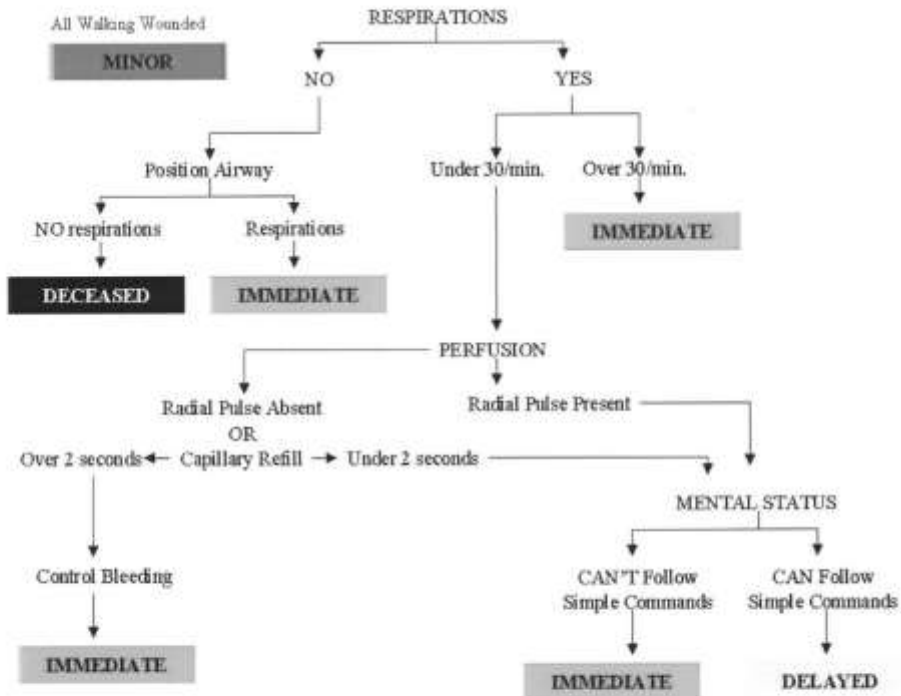 All Walking Wounded
MINOR
RESPIRATIONS
NO
YES
Position Airway
Under 30/min.
Over 30/min.
NO respirations
Respirations
IMMEDIATE
DECEASED
IMMEDIATE
PERFUSION
Radial Pulse Absent
Radial Pulse Present
OR
Over 2 seconds
Capillary Refill
Under 2 seconds
MENTAL STATUS
Control Bleeding
CAN'T Follow
Simple Commands
CAN Follow
Simple Commands
IMMEDIATE
IMMEDIATE
DELAYED